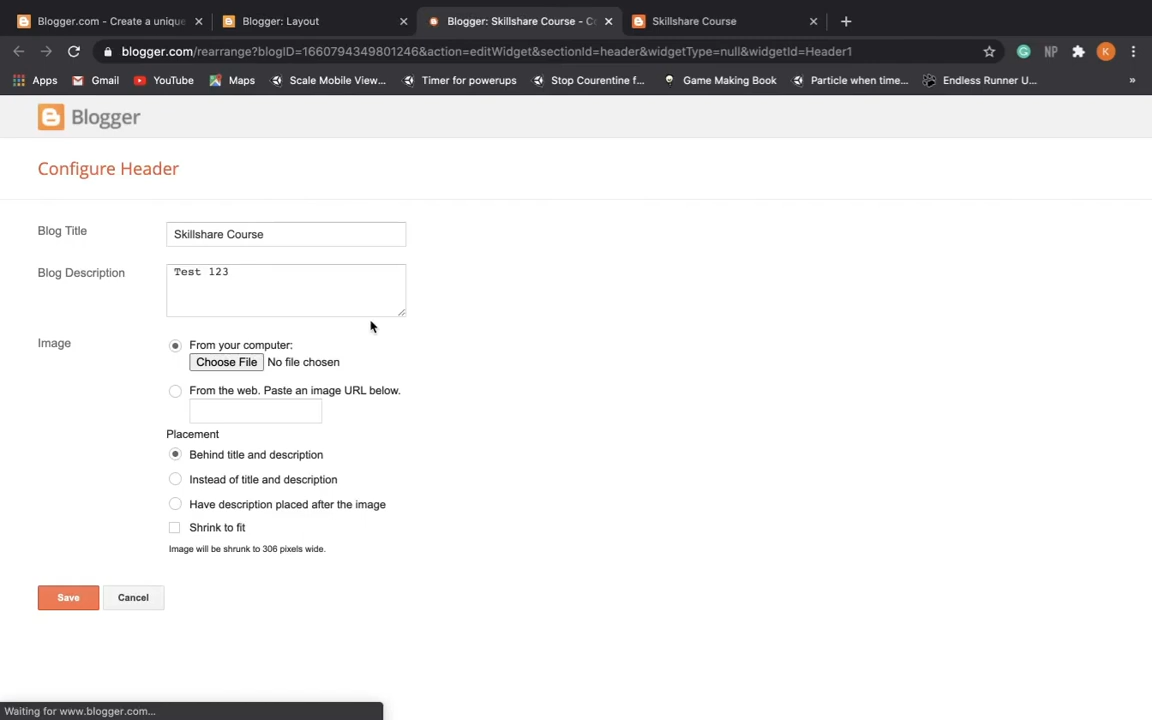 Blogger.com - Create a unique
Blogger: Layout
Blogger: Skillshare Course - Co
Skillshare Course
blogger.com/rearrange?blogID=1660794349801246&action=editWidget&sectionId=header&widgetType=null&widgetId=Header1
K
Apps
Gmail
YouTube
Maps
Scale Mobile View...
Timer for powerups
Stop Courentine f...
Game Making Book
Particle when time...
Endless Runner U...
»
Blogger
Configure Header
Blog Title
Skillshare Course
Blog Description
Test 123
Image
From your computer:
Choose File No file chosen
From the web. Paste an image URL below.
Placement
Behind title and description
Instead of title and description
Have description placed after the image
Shrink to fit
Image will be shrunk to 306 pixels wide.
Save
Cancel
Waiting for www.blogger.com...